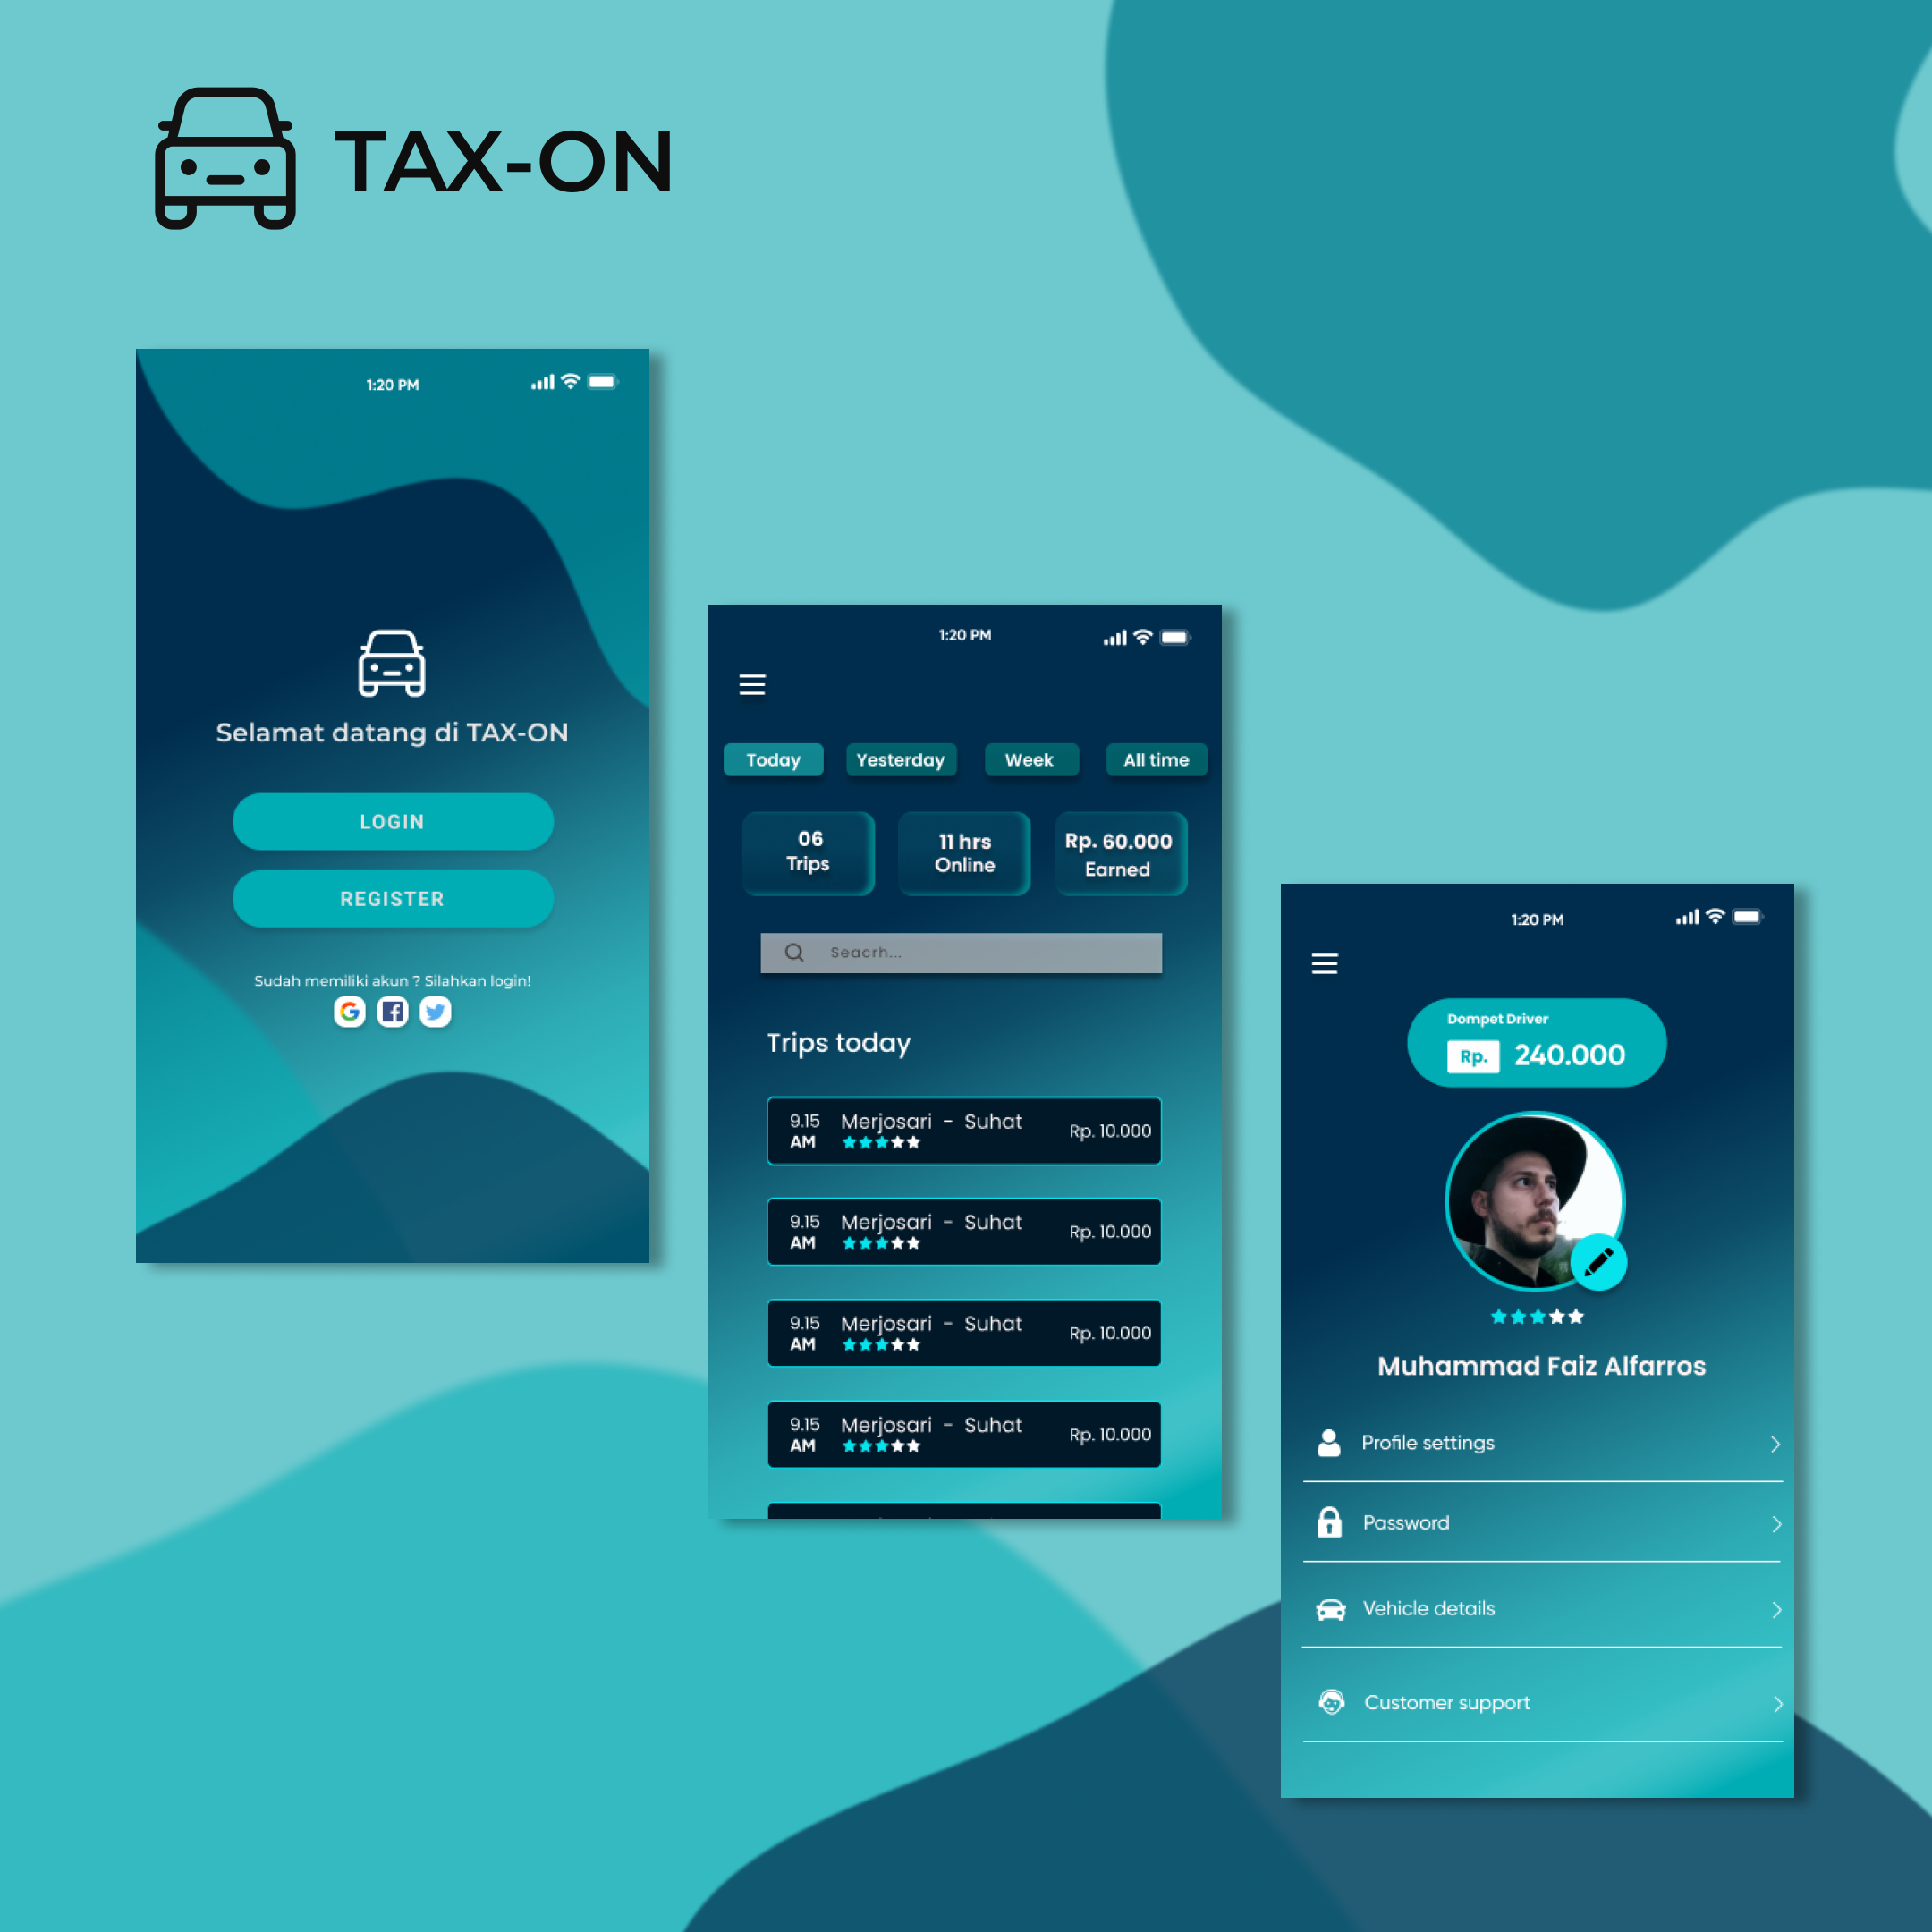 TAX-ON
1:20 PM
Selamat datang di TAX-ON
LOGIN
REGISTER
Sudah memiliki akun ? Silahkan login!
1:20 PM
Today Yesterday Week All time
06 Trips
11 hrs Online
Rp. 60.000 Earned
Seacrh...
Trips today
9.15 AM Merjosari - Suhat Rp. 10.000
9.15 AM Merjosari - Suhat Rp. 10.000
9.15 AM Merjosari - Suhat Rp. 10.000
9.15 AM Merjosari - Suhat Rp. 10.000
1:20 PM
Dompet Driver
Rp. 240.000
Muhammad Faiz Alfarros
Profile settings
Password
Vehicle details
Customer support